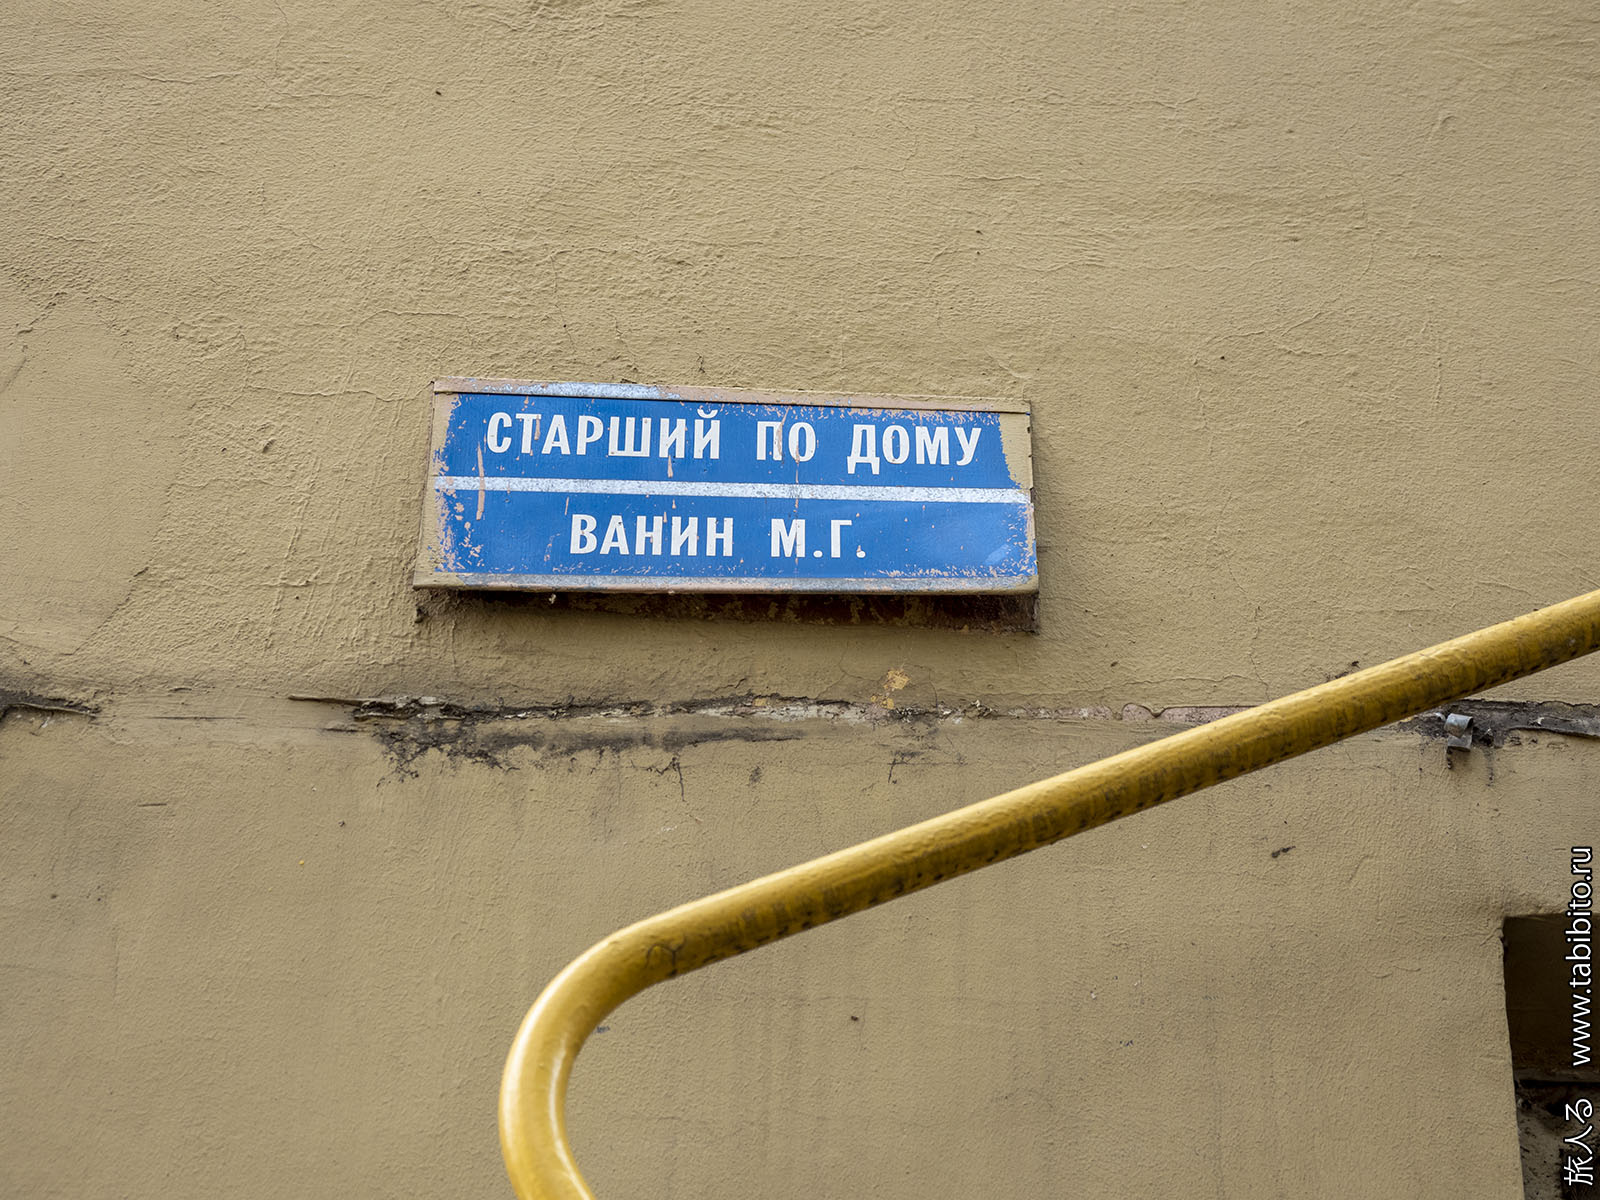 СТАРШИЙ ПО ДОМУ
ВАНИН М.Г.
旅人る www.tabibito.ru